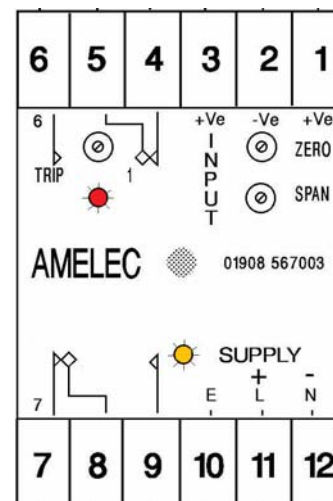 6 5 4 3 2 1
6 +Ve -Ve +Ve
TRIP 1 INPUT ZERO
SPAN
AMELEC 01908 567003
SUPPLY
+ -
7 E L N
7 8 9 10 11 12